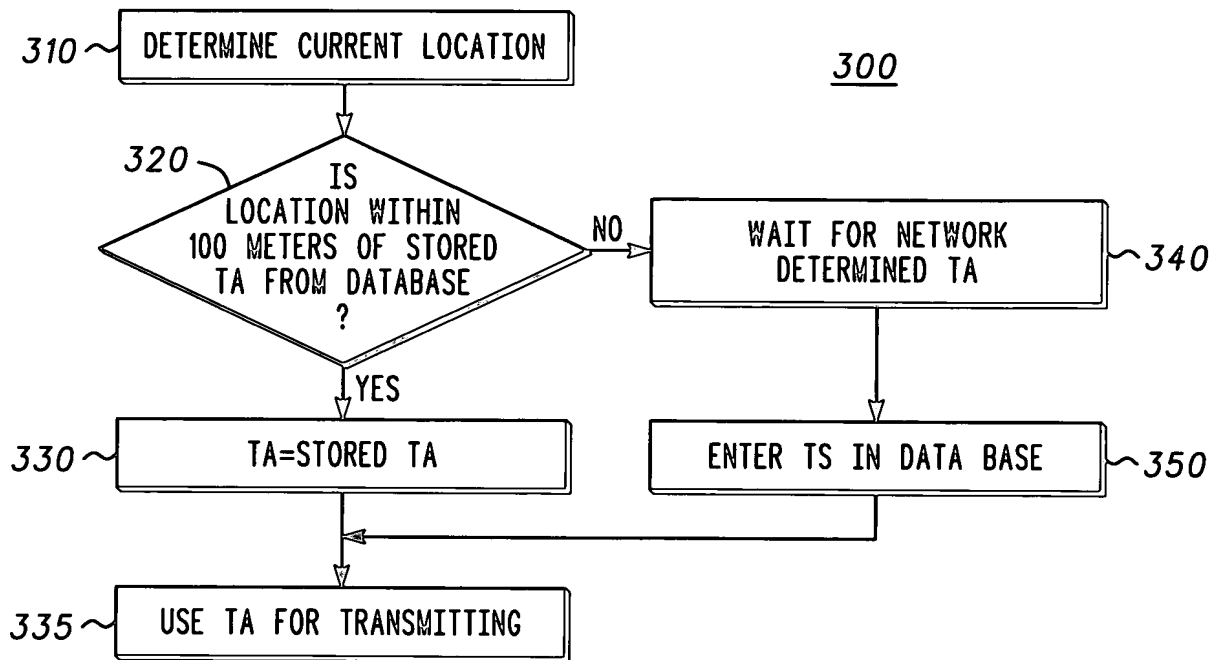 310
DETERMINE CURRENT LOCATION
300
320
IS
LOCATION WITHIN
100 METERS OF STORED
TA FROM DATABASE
?
NO
WAIT FOR NETWORK
DETERMINED TA
340
YES
330
TA=STORED TA
ENTER TS IN DATA BASE
350
335
USE TA FOR TRANSMITTING